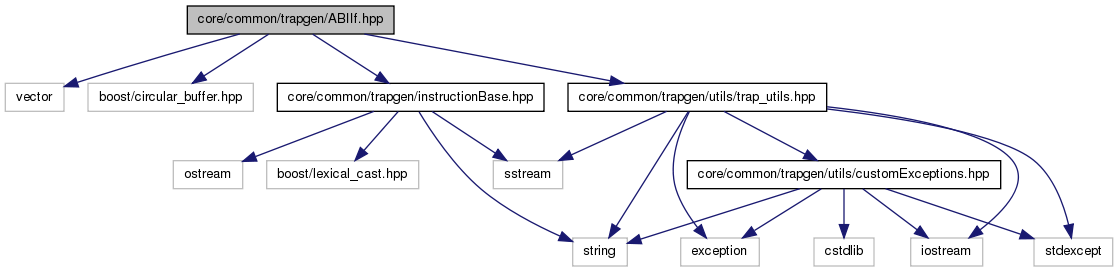 core/common/trapgen/ABIIf.hpp
vector
boost/circular_buffer.hpp
core/common/trapgen/instructionBase.hpp
core/common/trapgen/utils/trap_utils.hpp
ostream
boost/lexical_cast.hpp
sstream
core/common/trapgen/utils/customExceptions.hpp
string
exception
cstdlib
iostream
stdexcept